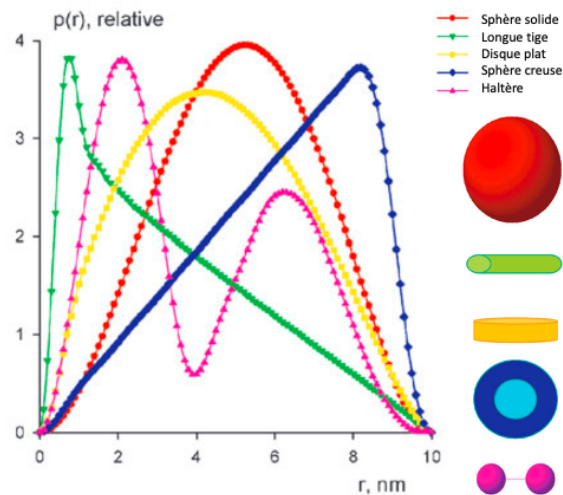 p(r), relative
Sphère solide
Longue tige
Disque plat
Sphère creuse
Haltère
4
3
2
1
0
0
2
4
6
8
10
r, nm